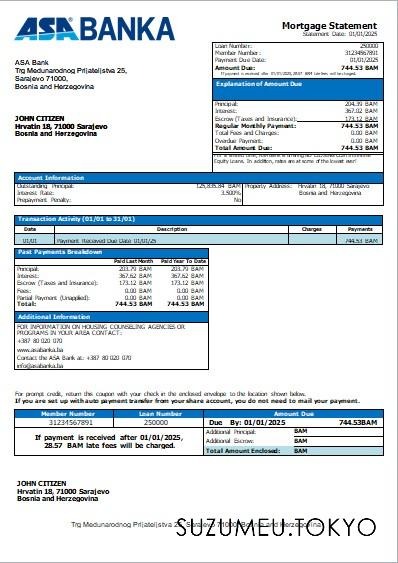 ASA BANKA
Mortgage Statement
Statement Date: 01/01/2025
Loan Number: 250000
Member Number: 31234567891
Payment Due Date: 01/01/2025
Amount Due: 744.53 BAM
If payment is received after 01/01/2025, 28.57 BAM late fees will be charged.
ASA Bank
Trg Međunarodnog Prijateljstva 25,
Sarajevo 71000,
Bosnia and Herzegovina
Explanation of Amount Due
Principal: 204.39 BAM
Interest: 367.02 BAM
Escrow (Taxes and Insurance): 173.12 BAM
Regular Monthly Payment: 744.53 BAM
Total Fees and Charges: 0.00 BAM
Overdue Payment: 0.00 BAM
Total Amount Due: 744.53 BAM
JOHN CITIZEN
Hrvatin 18, 71000 Sarajevo
Bosnia and Herzegovina
Equity Loans. In addition, rates are at some of the lowest ever!
Account Information
Outstanding Principal: 125,835.84 BAM
Interest Rate: 3.500%
Prepayment Penalty: No
Property Address: Hrvatin 18, 71000 Sarajevo
Bosnia and Herzegovina
Transaction Activity (01/01 to 31/01)
Date Description Charges Payments
01/01 Payment Received Due Date 01/01/25 744.53 BAM
Past Payments Breakdown
Paid Last Month Paid Year To Date
Principal: 203.79 BAM 203.79 BAM
Interest: 367.62 BAM 367.62 BAM
Escrow (Taxes and Insurance): 173.12 BAM 173.12 BAM
Fees: 0.00 BAM 0.00 BAM
Partial Payment (Unapplied): 0.00 BAM 0.00 BAM
Total: 744.53 BAM 744.53 BAM
Additional Information
FOR INFORMATION ON HOUSING COUNSELING AGENCIES OR
PROGRAMS IN YOUR AREA CONTACT:
+387 80 020 070
www.asabanka.ba
Contact the ASA Bank at: +387 80 020 070
info@asabanka.ba
For prompt credit, return this coupon with your check in the enclosed envelope to the location shown below.
If you are set up with auto payment transfer from your share account, you do not need to mail your payment.
Member Number Loan Number Amount Due
31234567891 250000 Due By: 01/01/2025 744.53BAM
If payment is received after 01/01/2025,
28.57 BAM late fees will be charged.
Additional Principal: BAM
Additional Escrow: BAM
Total Amount Enclosed: BAM
JOHN CITIZEN
Hrvatin 18, 71000 Sarajevo
Bosnia and Herzegovina
Trg Međunarodnog Prijateljstva 25, Sarajevo 71000, Bosnia and Herzegovina
SUZUMEU.TOKYO